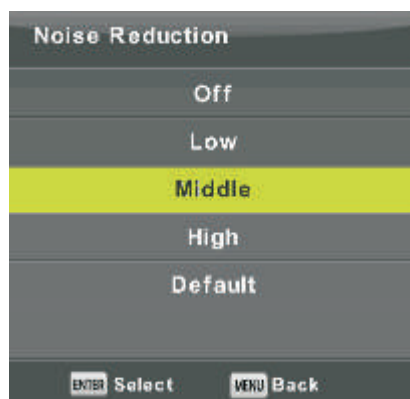 Noise Reduction
Off
Low
Middle
High
Default
ENTER Select MENU Back